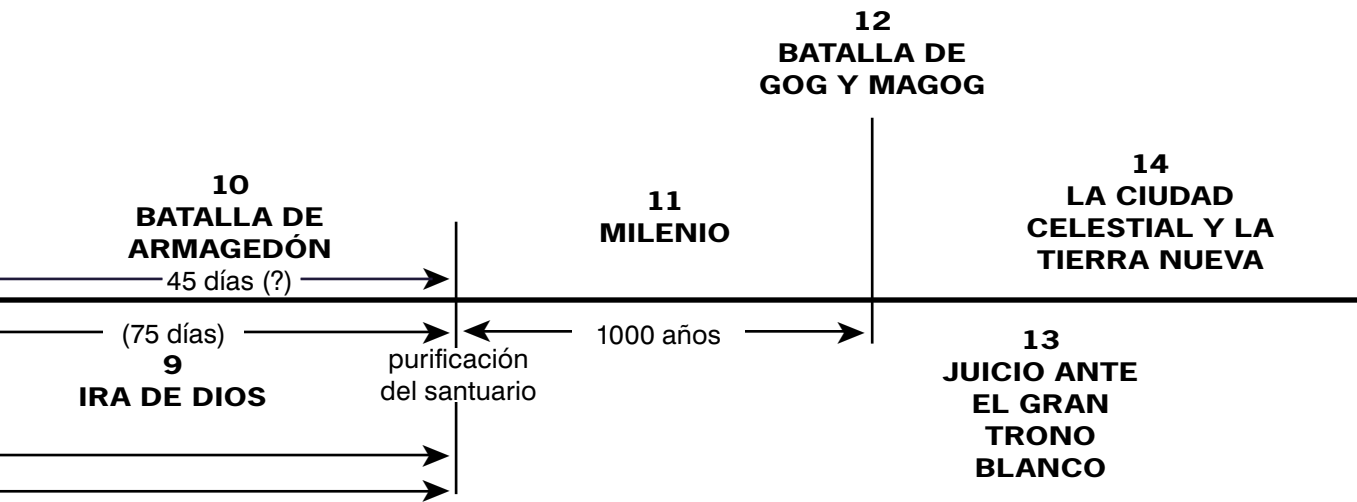 12
BATALLA DE
GOG Y MAGOG
10
BATALLA DE
ARMAGEDÓN
45 días (?)
11
MILENIO
14
LA CIUDAD
CELESTIAL Y LA
TIERRA NUEVA
(75 días)
9
IRA DE DIOS
purificación
del santuario
1000 años
13
JUICIO ANTE
EL GRAN
TRONO
BLANCO